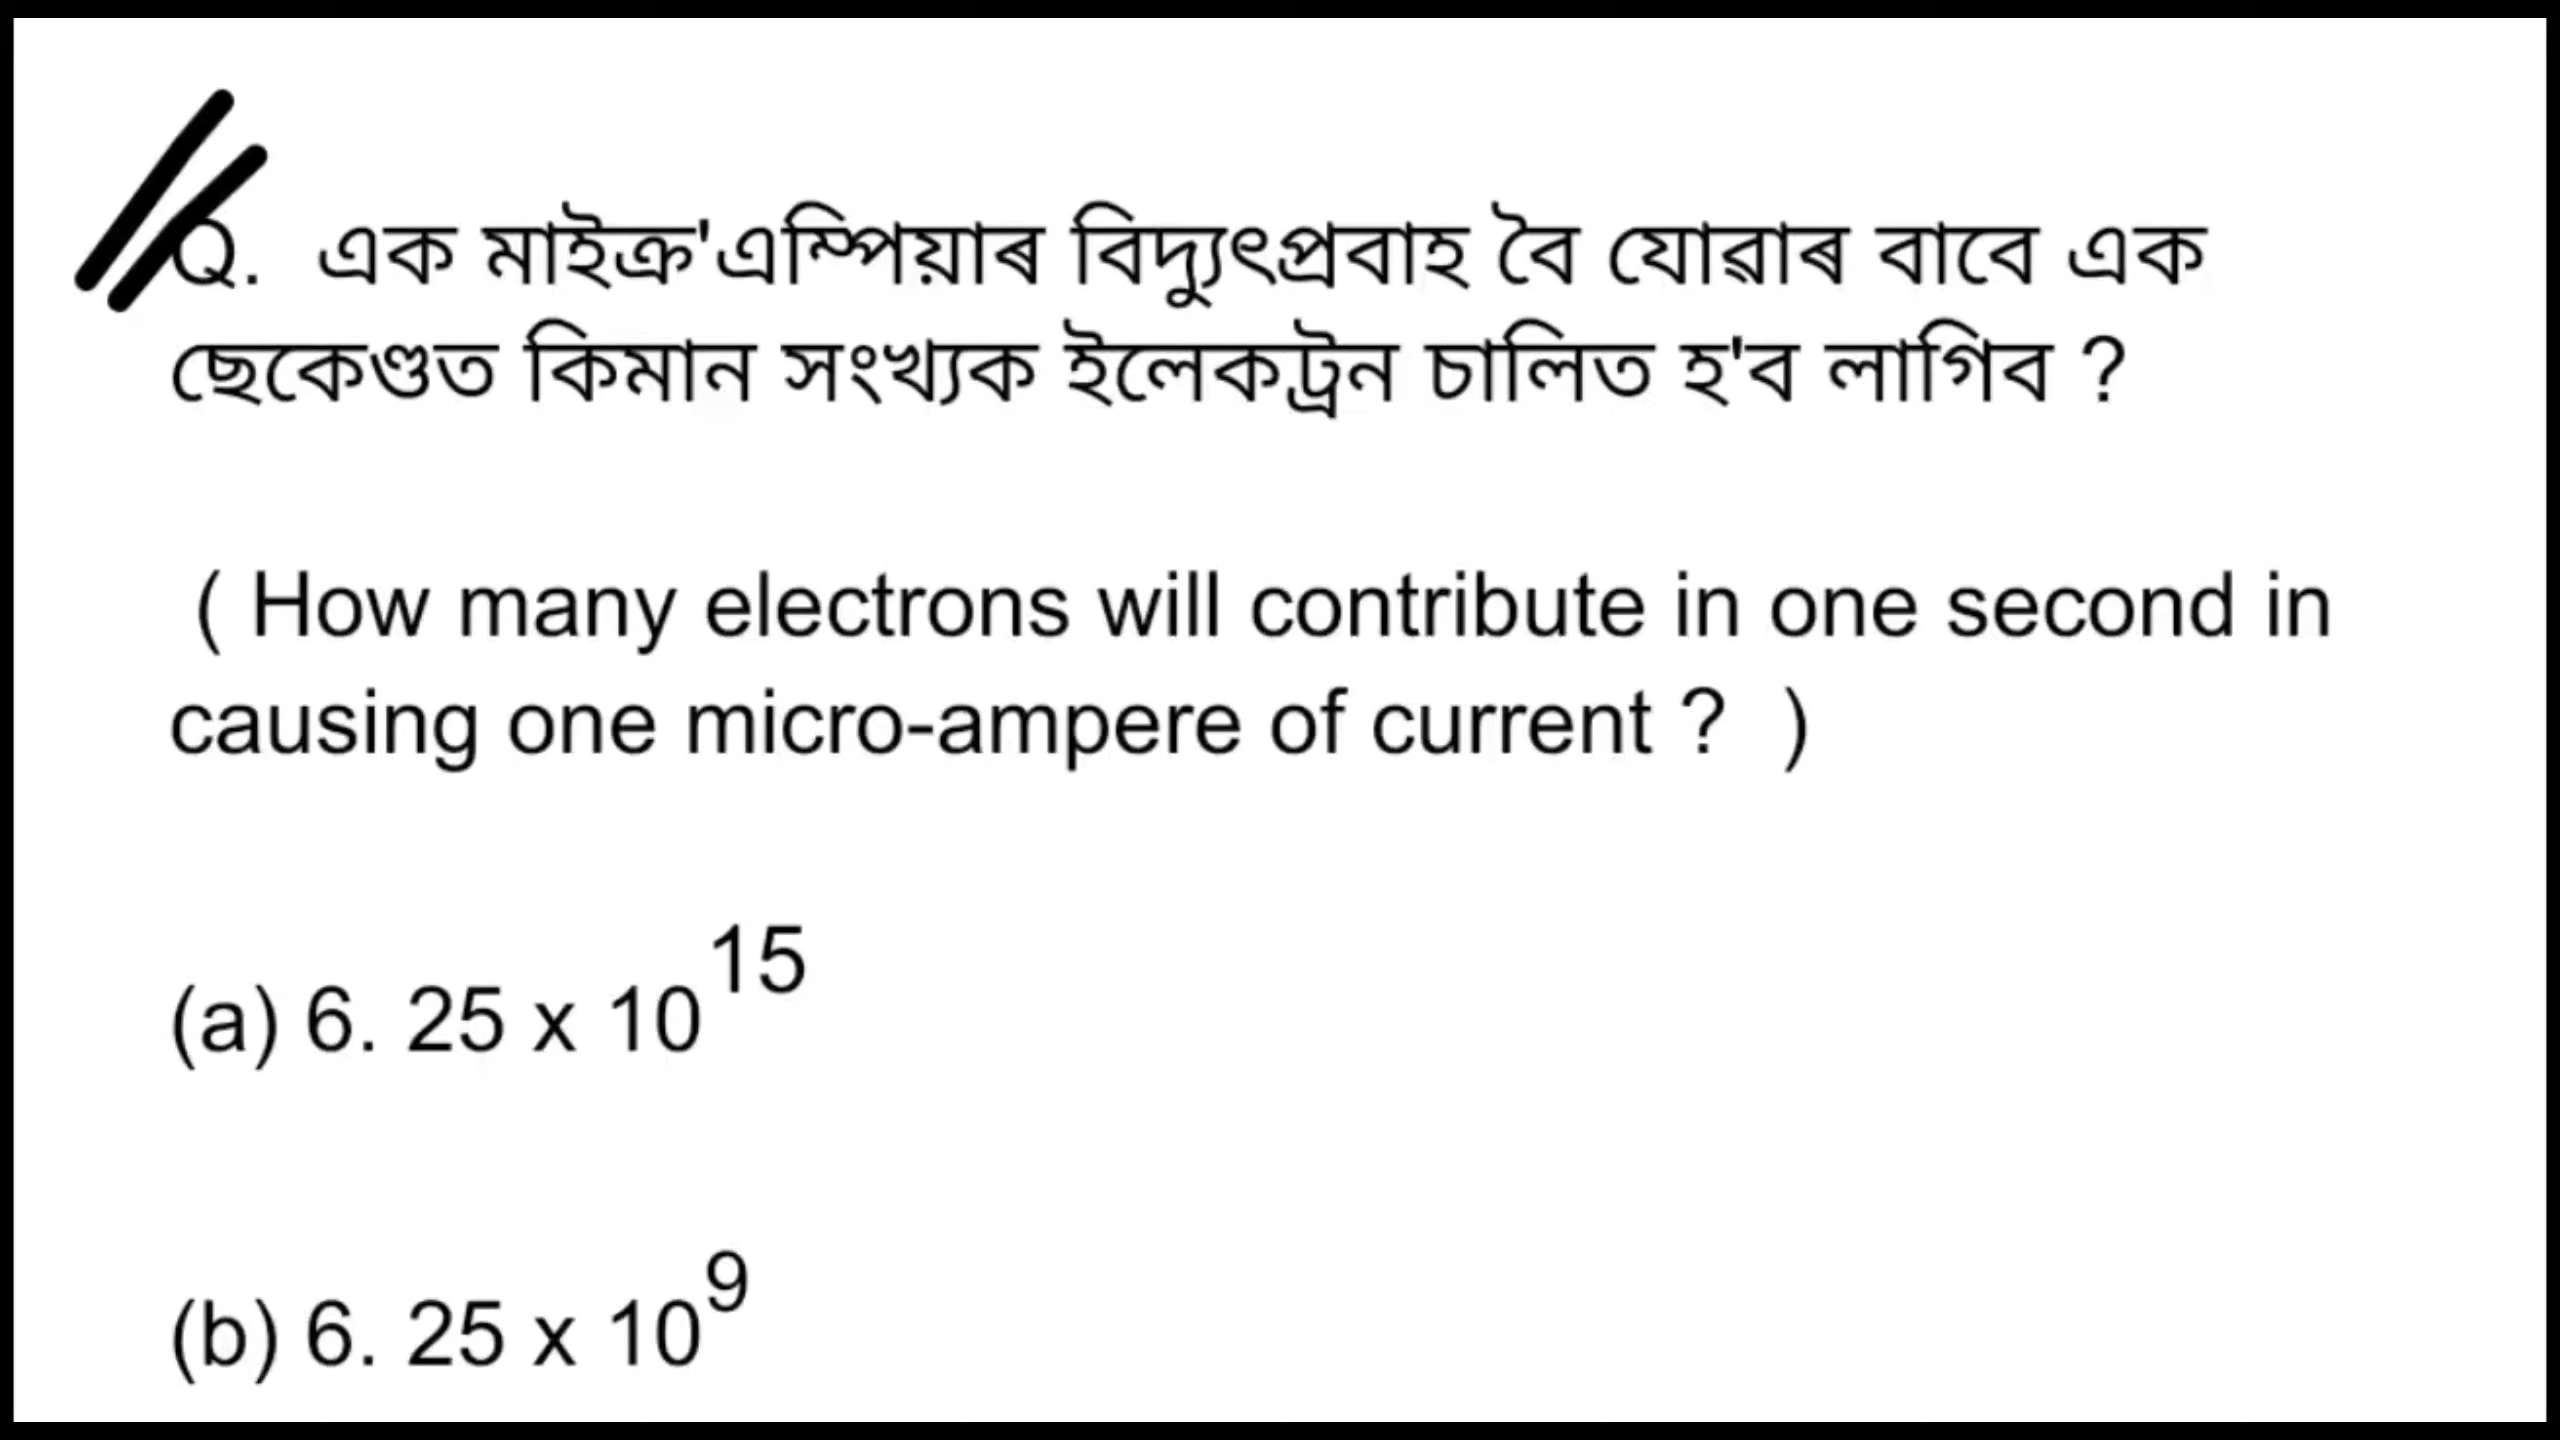 Q. এক মাইক্ৰ'এম্পিয়াৰ বিদ্যুৎপ্ৰবাহ বৈ যোৱাৰ বাবে এক
ছেকেণ্ডত কিমান সংখ্যক ইলেকট্ৰন চালিত হ'ব লাগিব ?
( How many electrons will contribute in one second in
causing one micro-ampere of current ? )
(a) 6. 25 x 10^15
(b) 6. 25 x 10^9